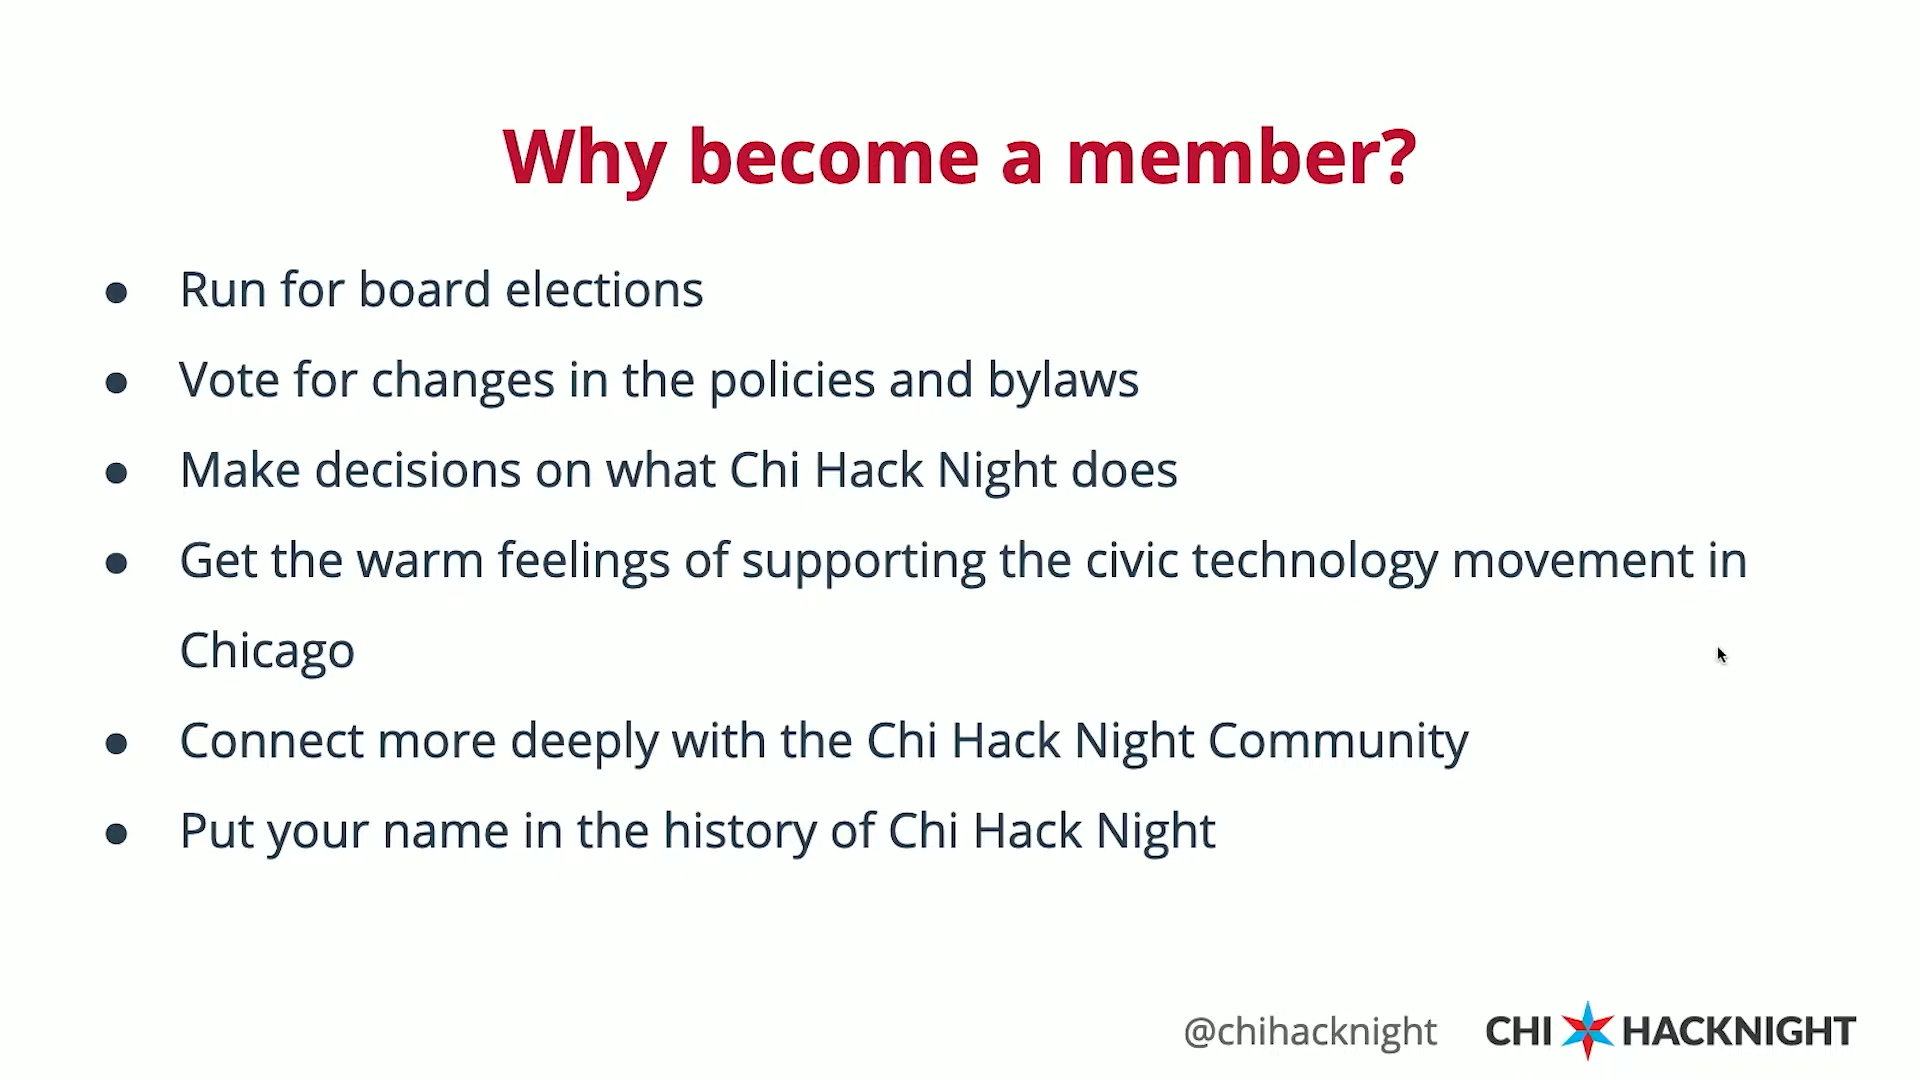 Why become a member?
● Run for board elections
● Vote for changes in the policies and bylaws
● Make decisions on what Chi Hack Night does
● Get the warm feelings of supporting the civic technology movement in
Chicago
● Connect more deeply with the Chi Hack Night Community
● Put your name in the history of Chi Hack Night
@chihacknight CHI HACKNIGHT